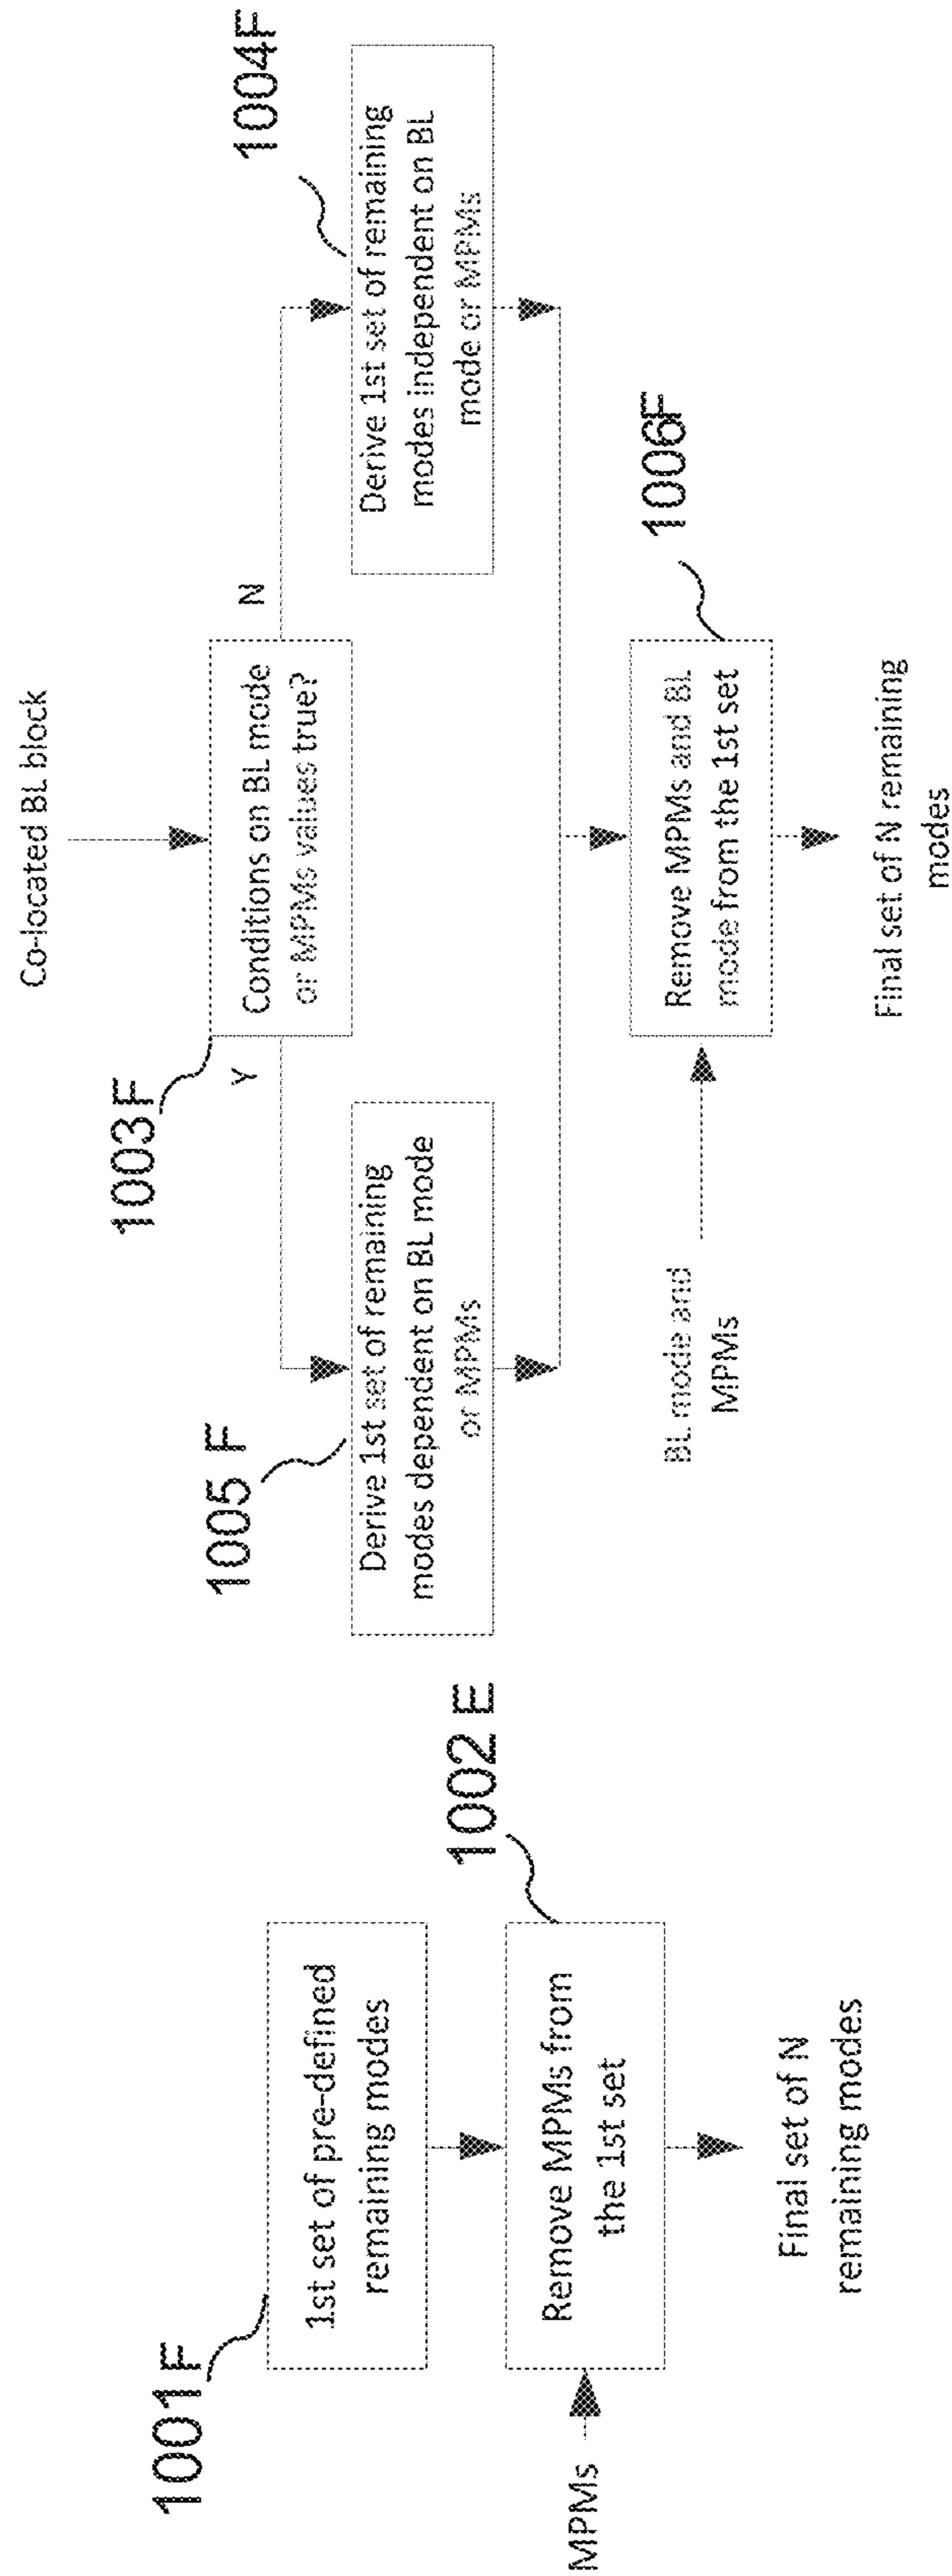 1001F
1st set of pre-defined
remaining modes
1002 E
MPMs
Remove MPMs from
the 1st set
Final set of N
remaining modes
Co-located BL block
1003F
Conditions on BL mode
or MPMs values true?
Y
N
1005 F
Derive 1st set of remaining
modes dependent on BL mode
or MPMs
1004F
Derive 1st set of remaining
modes independent on BL
mode or MPMs
BL mode and
MPMs
1006F
Remove MPMs and BL
mode from the 1st set
Final set of N remaining
modes